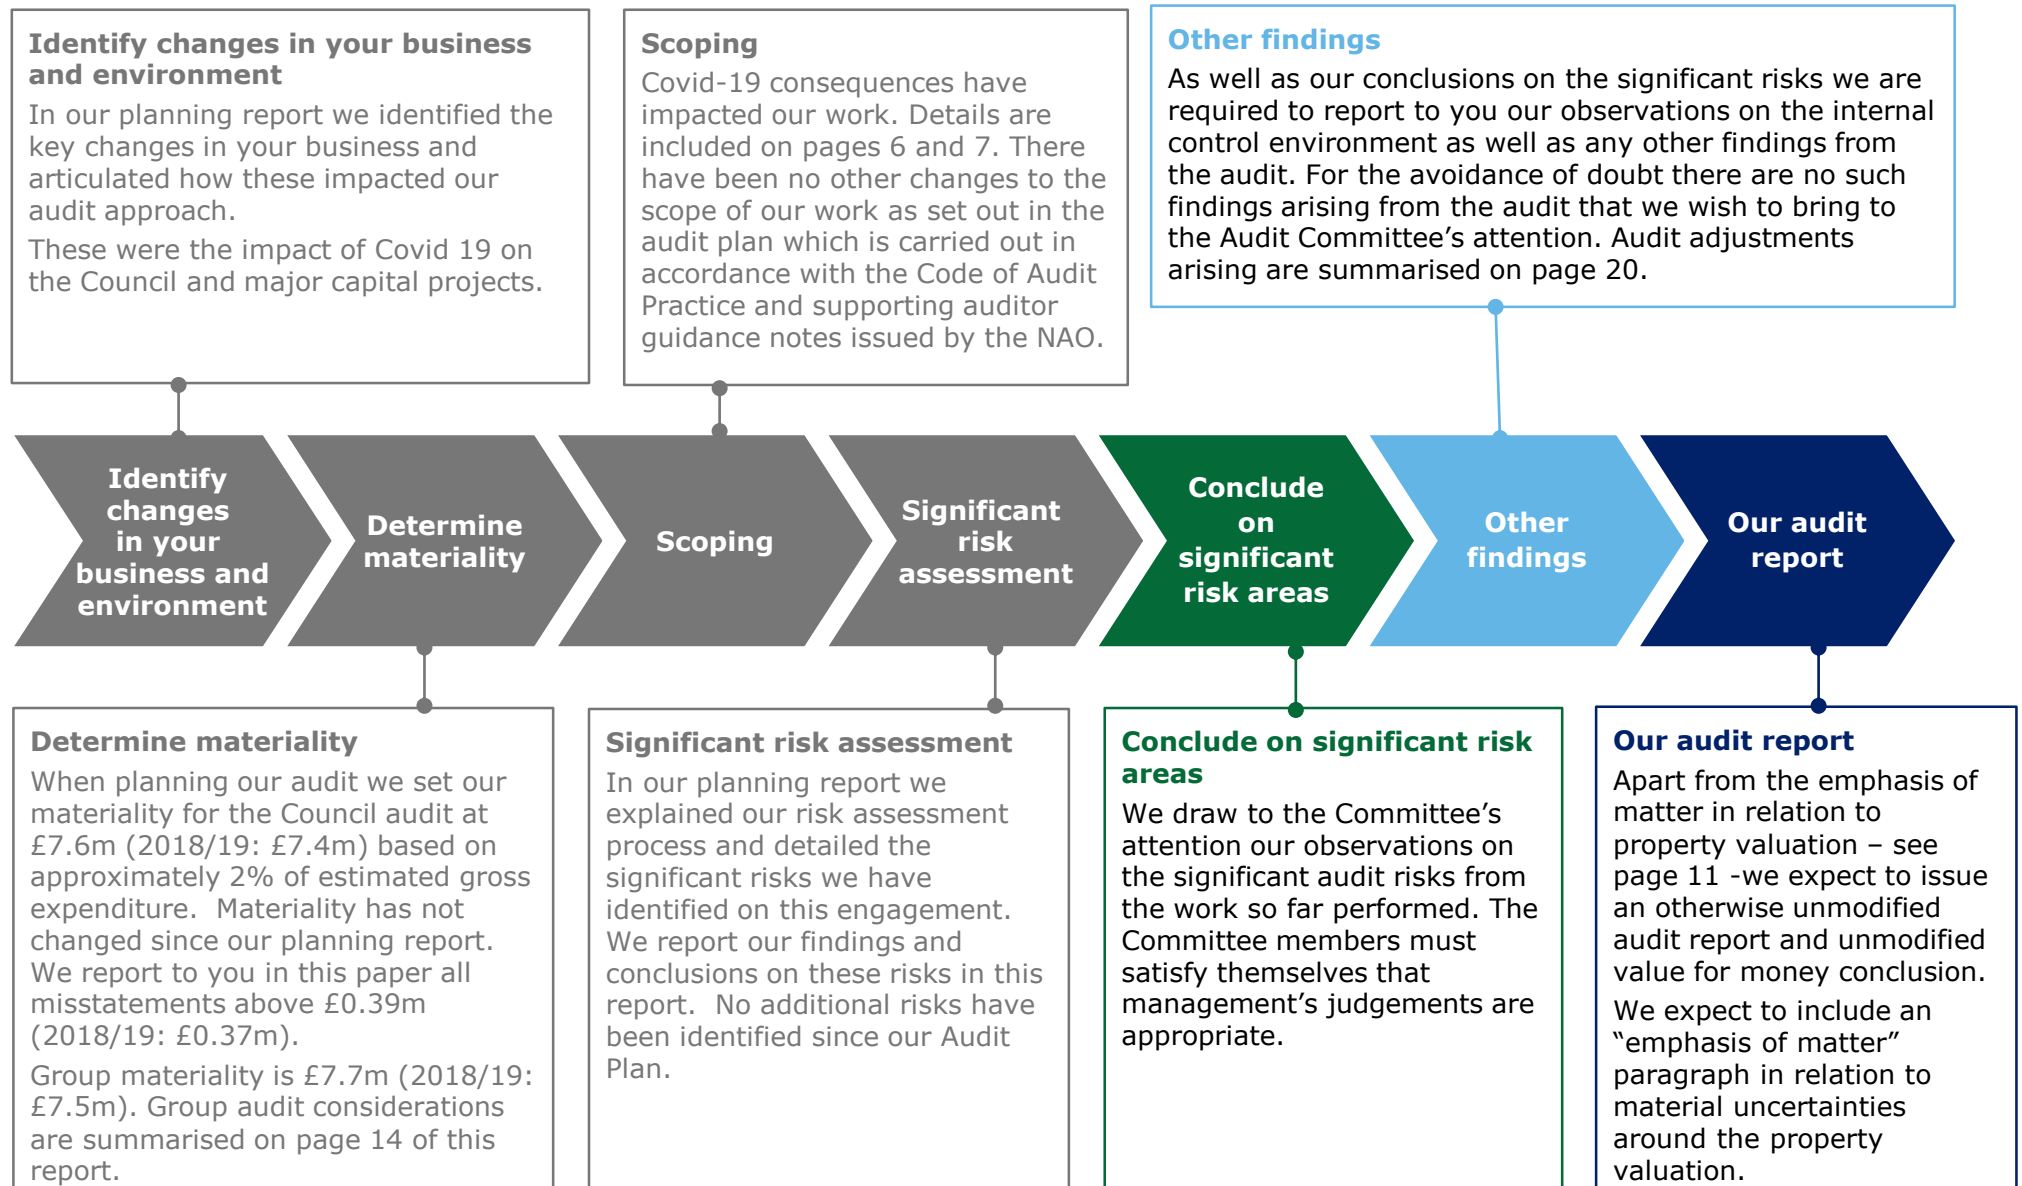 Identify changes in your business
and environment
In our planning report we identified the
key changes in your business and
articulated how these impacted our
audit approach.
These were the impact of Covid 19 on
the Council and major capital projects.
Scoping
Covid-19 consequences have
impacted our work. Details are
included on pages 6 and 7. There
have been no other changes to the
scope of our work as set out in the
audit plan which is carried out in
accordance with the Code of Audit
Practice and supporting auditor
guidance notes issued by the NAO.
Other findings
As well as our conclusions on the significant risks we are
required to report to you our observations on the internal
control environment as well as any other findings from
the audit. For the avoidance of doubt there are no such
findings arising from the audit that we wish to bring to
the Audit Committee’s attention. Audit adjustments
arising are summarised on page 20.
Identify
changes
in your
business and
environment
Determine
materiality
Scoping
Significant
risk
assessment
Conclude
on
significant
risk areas
Other
findings
Our audit
report
Determine materiality
When planning our audit we set our
materiality for the Council audit at
£7.6m (2018/19: £7.4m) based on
approximately 2% of estimated gross
expenditure.  Materiality has not
changed since our planning report.
We report to you in this paper all
misstatements above £0.39m
(2018/19: £0.37m).
Group materiality is £7.7m (2018/19:
£7.5m). Group audit considerations
are summarised on page 14 of this
report.
Significant risk assessment
In our planning report we
explained our risk assessment
process and detailed the
significant risks we have
identified on this engagement.
We report our findings and
conclusions on these risks in this
report.  No additional risks have
been identified since our Audit
Plan.
Conclude on significant risk
areas
We draw to the Committee’s
attention our observations on
the significant audit risks from
the work so far performed. The
Committee members must
satisfy themselves that
management’s judgements are
appropriate.
Our audit report
Apart from the emphasis of
matter in relation to
property valuation – see
page 11 -we expect to issue
an otherwise unmodified
audit report and unmodified
value for money conclusion.
We expect to include an
“emphasis of matter”
paragraph in relation to
material uncertainties
around the property
valuation.